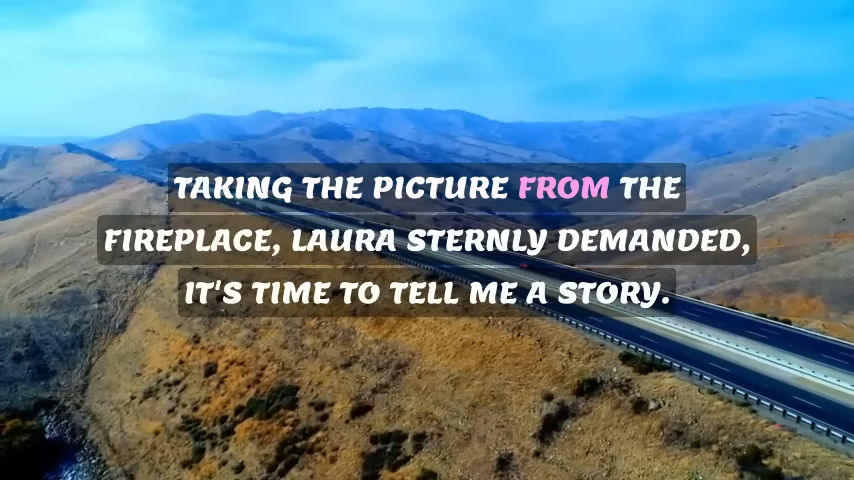 TAKING THE PICTURE FROM THE
FIREPLACE, LAURA STERNLY DEMANDED,
IT'S TIME TO TELL ME A STORY.